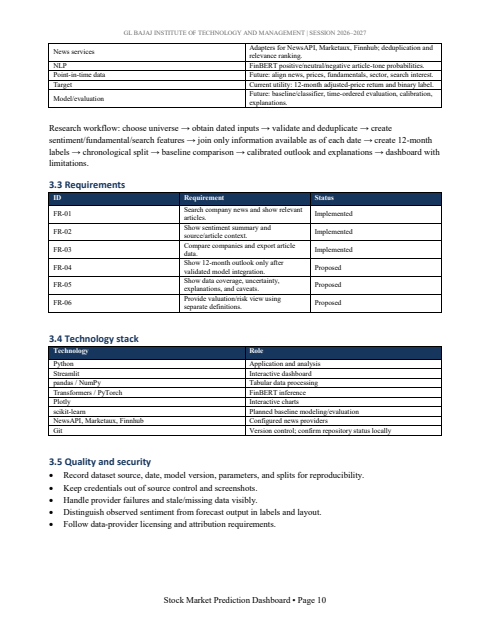 GL BAJAJ INSTITUTE OF TECHNOLOGY AND MANAGEMENT | SESSION 2026–2027
News services
Adapters for NewsAPI, Marketaux, Finnhub; deduplication and
relevance ranking.
NLP
FinBERT positive/neutral/negative article-tone probabilities.
Point-in-time data
Future: align news, prices, fundamentals, sector, search interest.
Target
Current utility: 12-month adjusted-price return and binary label.
Model/evaluation
Future: baseline/classifier, time-ordered evaluation, calibration,
explanations.
Research workflow: choose universe → obtain dated inputs → validate and deduplicate → create
sentiment/fundamental/search features → join only information available as of each date → create 12-month
labels → chronological split → baseline comparison → calibrated outlook and explanations → dashboard with
limitations.
3.3 Requirements
ID Requirement Status
FR-01
Search company news and show relevant
articles.
Implemented
FR-02
Show sentiment summary and
source/article context.
Implemented
FR-03
Compare companies and export article
data.
Implemented
FR-04
Show 12-month outlook only after
validated model integration.
Proposed
FR-05
Show data coverage, uncertainty,
explanations, and caveats.
Proposed
FR-06
Provide valuation/risk view using
separate definitions.
Proposed
3.4 Technology stack
Technology Role
Python Application and analysis
Streamlit Interactive dashboard
pandas / NumPy Tabular data processing
Transformers / PyTorch FinBERT inference
Plotly Interactive charts
scikit-learn Planned baseline modeling/evaluation
NewsAPI, Marketaux, Finnhub Configured news providers
Git Version control; confirm repository status locally
3.5 Quality and security
• Record dataset source, date, model version, parameters, and splits for reproducibility.
• Keep credentials out of source control and screenshots.
• Handle provider failures and stale/missing data visibly.
• Distinguish observed sentiment from forecast output in labels and layout.
• Follow data-provider licensing and attribution requirements.
Stock Market Prediction Dashboard • Page 10